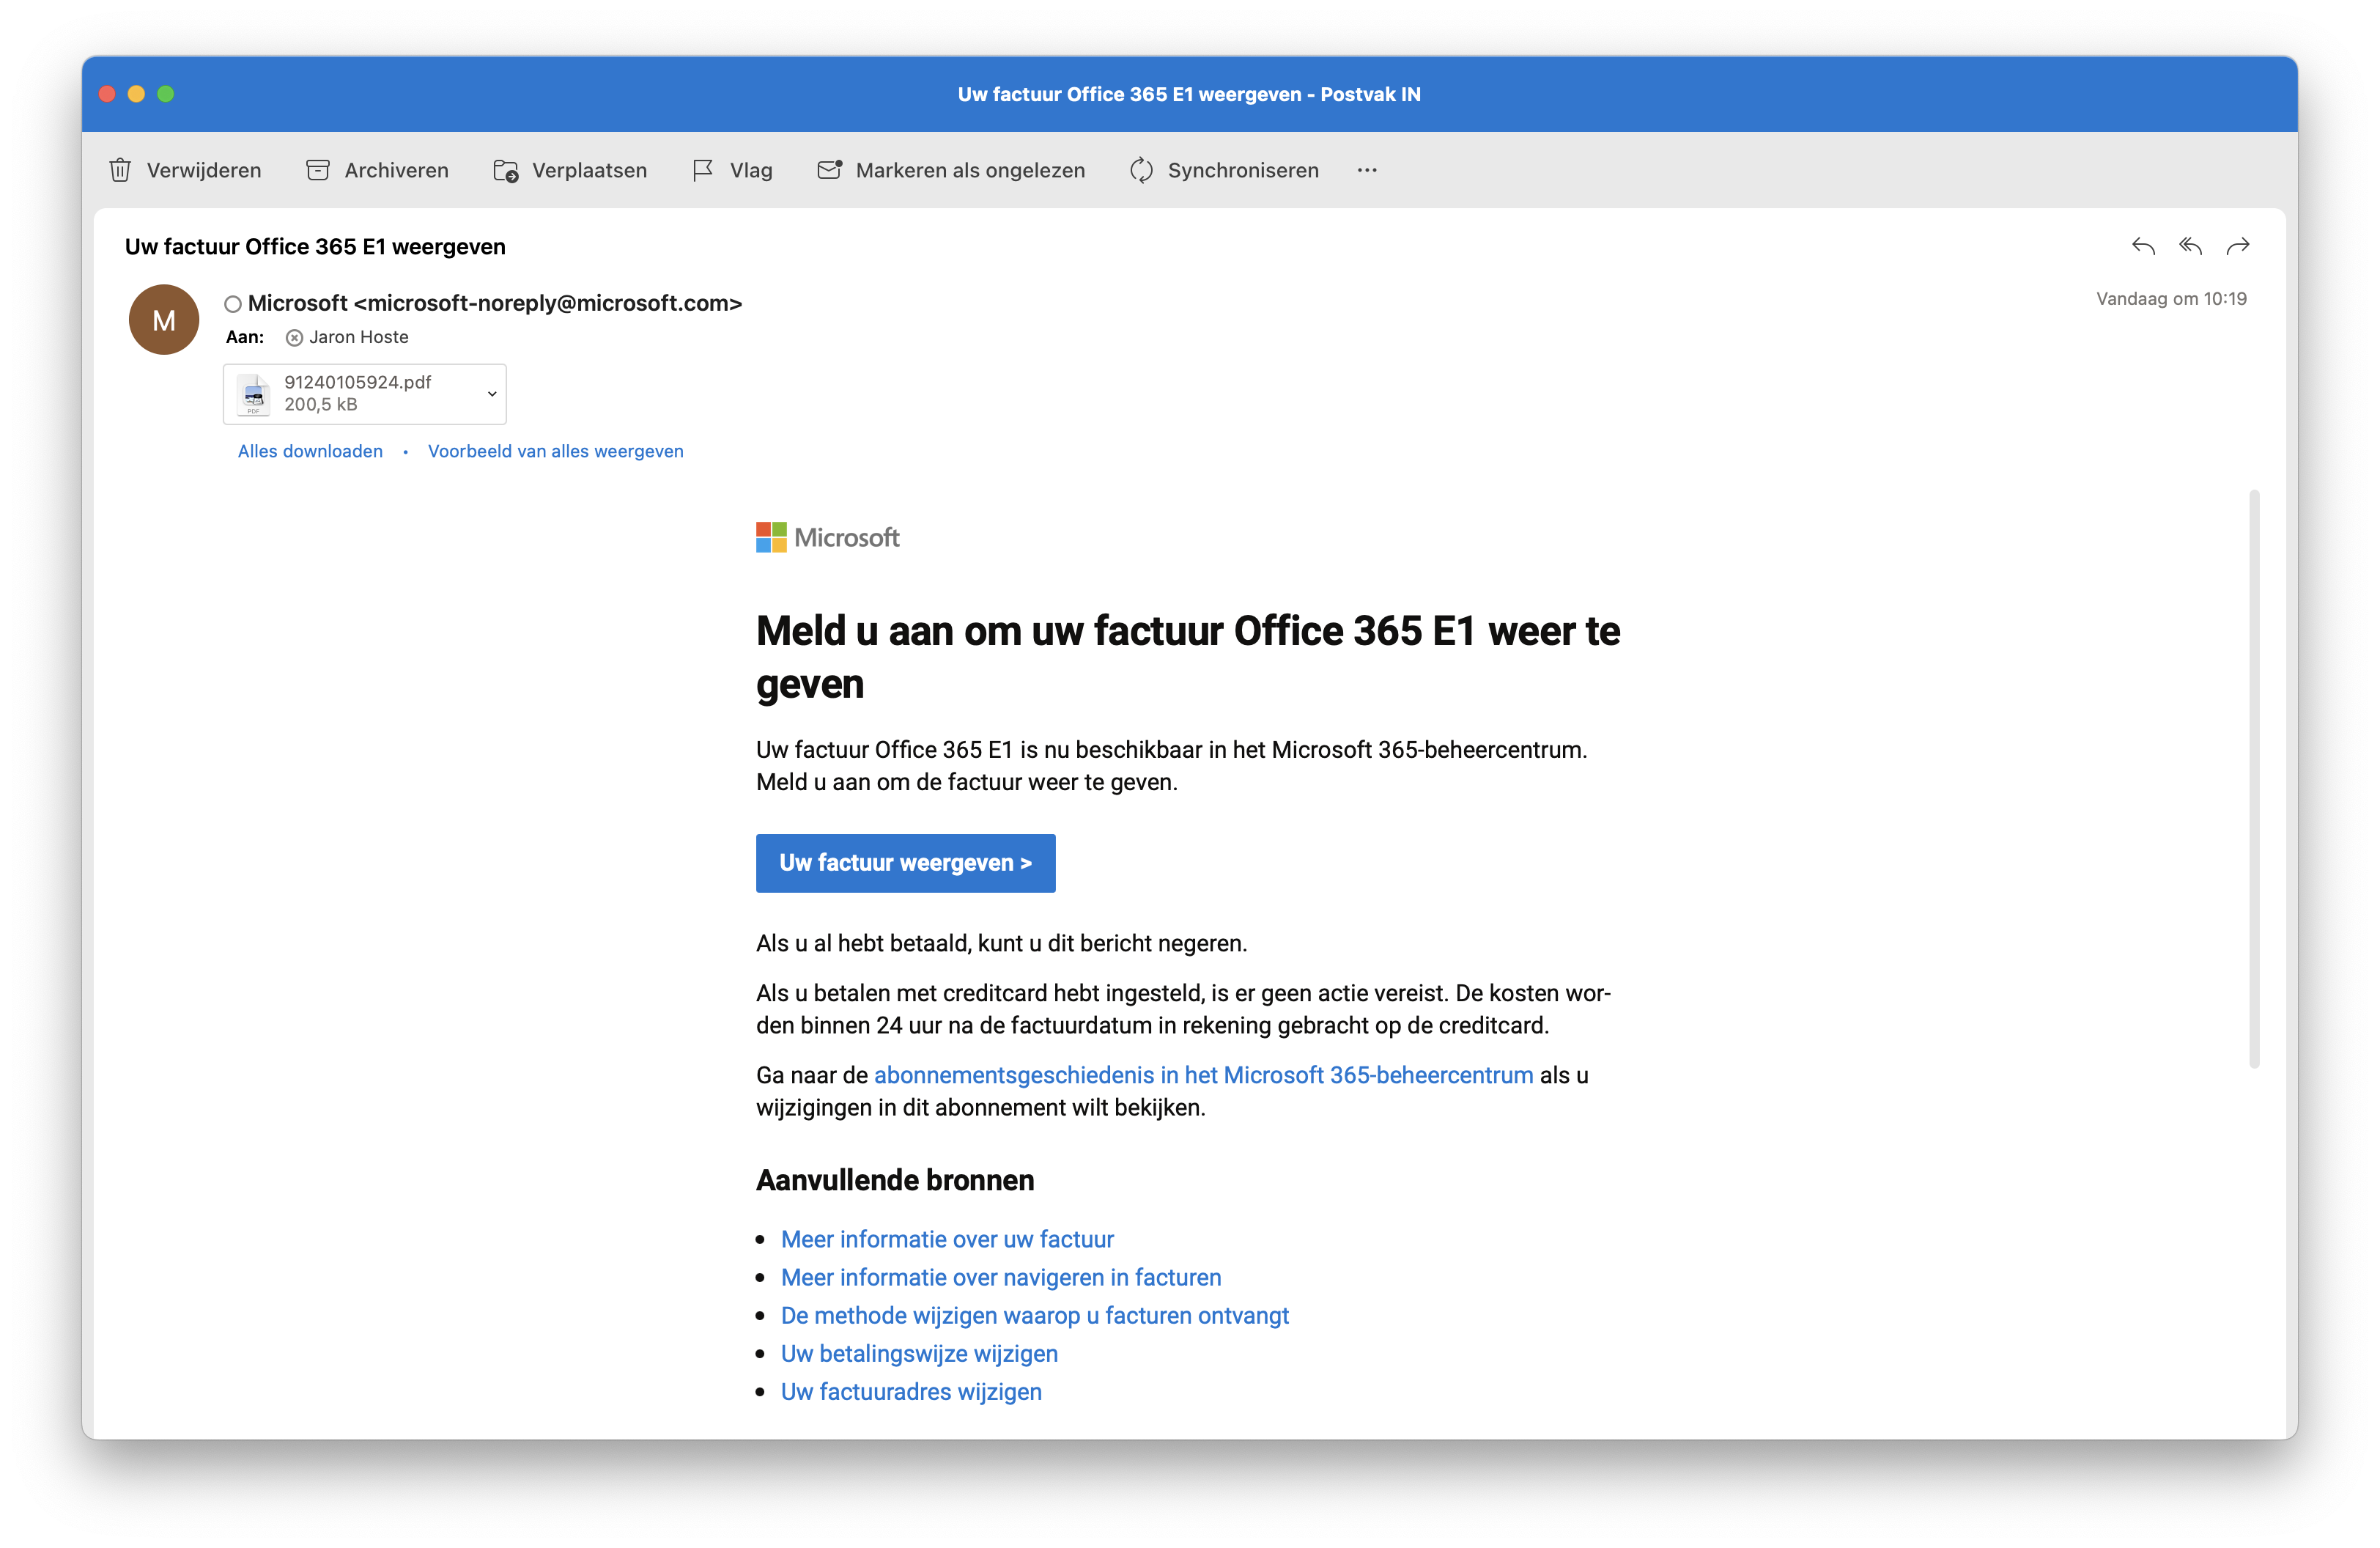 Uw factuur Office 365 E1 weergeven - Postvak IN
Verwijderen Archiveren Verplaatsen Vlag Markeren als ongelezen Synchroniseren ...
Uw factuur Office 365 E1 weergeven
M
Microsoft <microsoft-noreply@microsoft.com>
Vandaag om 10:19
Aan: Jaron Hoste
91240105924.pdf
PDF
200,5 kB
Alles downloaden • Voorbeeld van alles weergeven
Microsoft
Meld u aan om uw factuur Office 365 E1 weer te
geven
Uw factuur Office 365 E1 is nu beschikbaar in het Microsoft 365-beheercentrum.
Meld u aan om de factuur weer te geven.
Uw factuur weergeven >
Als u al hebt betaald, kunt u dit bericht negeren.
Als u betalen met creditcard hebt ingesteld, is er geen actie vereist. De kosten wor-
den binnen 24 uur na de factuurdatum in rekening gebracht op de creditcard.
Ga naar de abonnementsgeschiedenis in het Microsoft 365-beheercentrum als u
wijzigingen in dit abonnement wilt bekijken.
Aanvullende bronnen
• Meer informatie over uw factuur
• Meer informatie over navigeren in facturen
• De methode wijzigen waarop u facturen ontvangt
• Uw betalingswijze wijzigen
• Uw factuuradres wijzigen